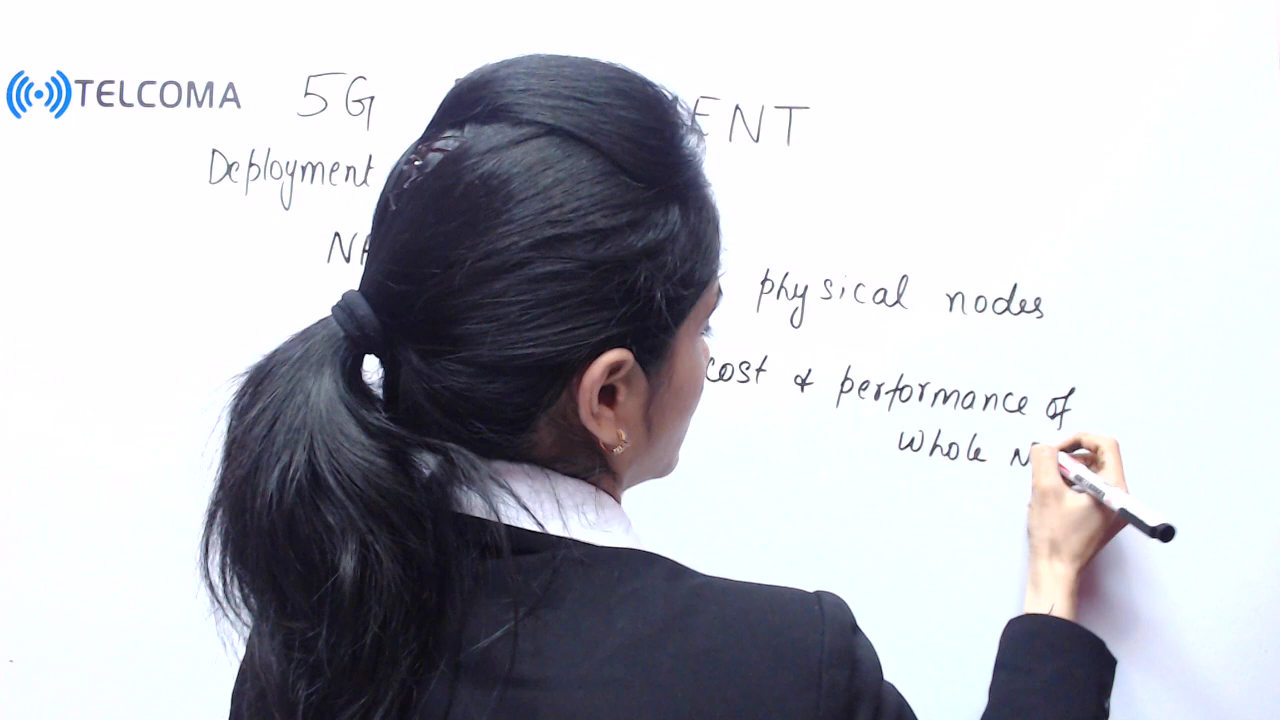 TELCOMA
5G ENT
Deployment
physical nodes
cost & performance of
whole N